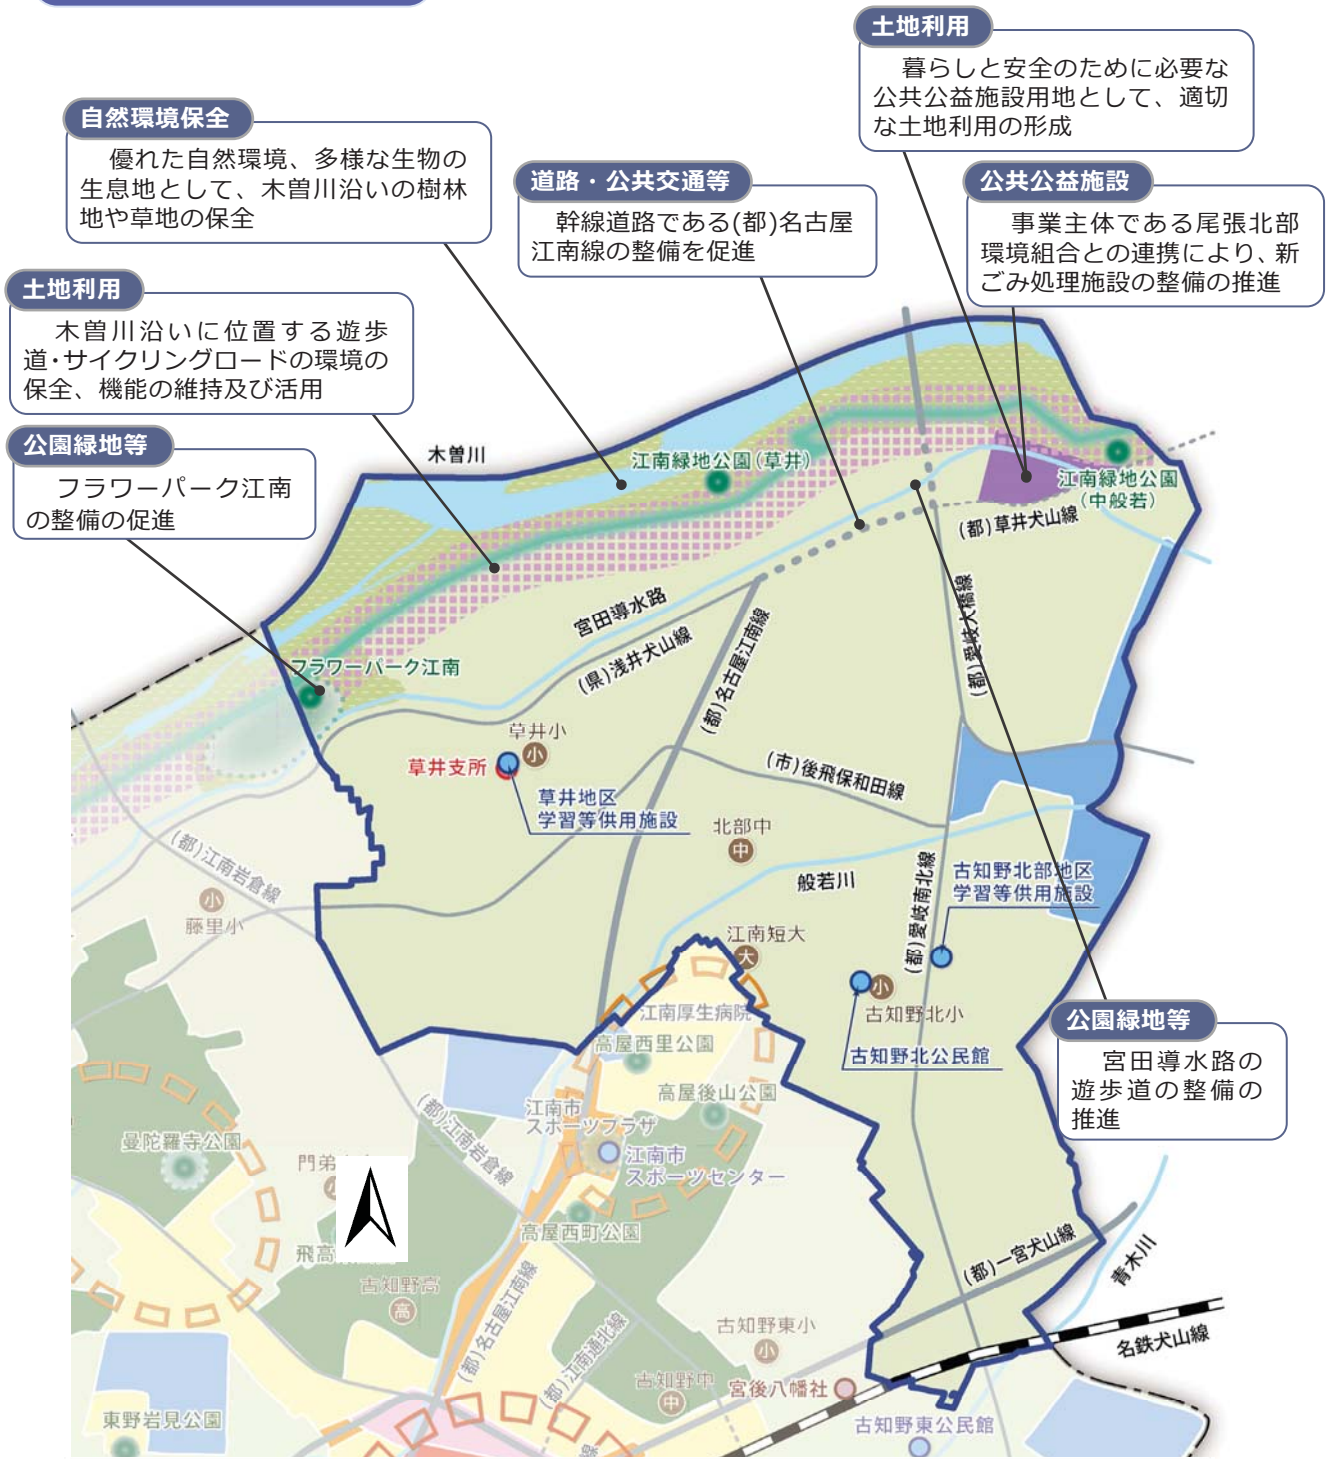 土地利用
暮らしと安全のために必要な
公共公益施設用地として、適切
な土地利用の形成
自然環境保全
優れた自然環境、多様な生物の
生息地として、木曽川沿いの樹林
地や草地の保全
道路・公共交通等
幹線道路である(都)名古屋
江南線の整備を促進
公共公益施設
事業主体である尾張北部
環境組合との連携により、新
ごみ処理施設の整備の推進
土地利用
木曽川沿いに位置する遊歩
道・サイクリングロードの環境の
保全、機能の維持及び活用
公園緑地等
フラワーパーク江南
の整備の促進
木曽川
江南緑地公園(草井)
江南緑地公園
(中般若)
(都)草井犬山線
宮田導水路
(県)浅井犬山線
(都)名古屋江南線
(都)愛岐大橋線
フラワーパーク江南
草井小
小
草井支所
草井地区
学習等供用施設
(市)後飛保和田線
北部中
中
般若川
(都)愛岐南北線
古知野北部地区
学習等供用施設
(都)江南岩倉線
小
藤里小
江南短大
大
小
古知野北小
古知野北公民館
江南厚生病院
高屋西里公園
高屋後山公園
公園緑地等
宮田導水路の
遊歩道の整備の
推進
江南市
スポーツプラザ
江南市
スポーツセンター
(都)江南岩倉線
曼陀羅寺公園
門弟
飛高
高屋西町公園
古知野高
高
(都)名古屋江南線
(都)江南通北線
(都)一宮犬山線
青木川
名鉄犬山線
古知野東小
小
古知野中
中
宮後八幡社
古知野東公民館
東野岩見公園
線